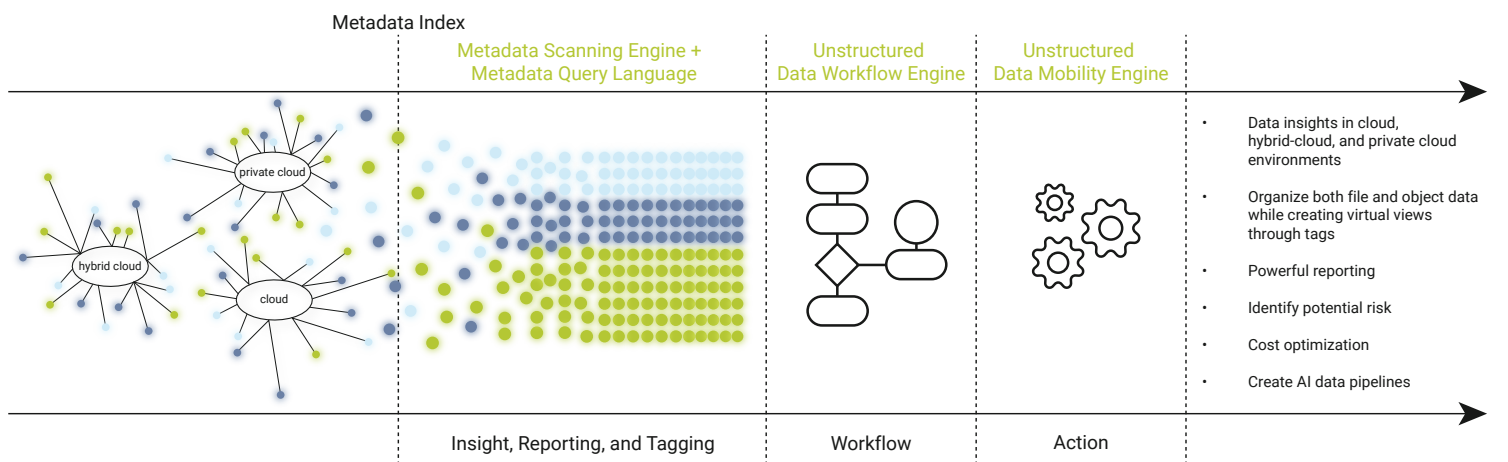 Metadata Index
Metadata Scanning Engine +
Metadata Query Language
Unstructured
Data Workflow Engine
Unstructured
Data Mobility Engine
private cloud
hybrid cloud
cloud
• Data insights in cloud,
hybrid-cloud, and private cloud
environments
• Organize both file and object data
while creating virtual views
through tags
• Powerful reporting
• Identify potential risk
• Cost optimization
• Create AI data pipelines
Insight, Reporting, and Tagging
Workflow
Action